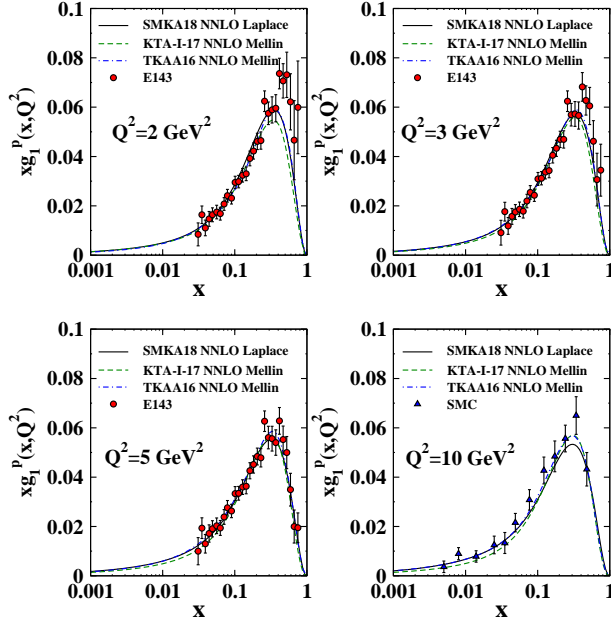 0.1
0.08
0.06
0.04
0.02
0
xg₁ᵖ(x,Q²)
SMKA18 NNLO Laplace
KTA-I-17 NNLO Mellin
TKAA16 NNLO Mellin
E143
Q²=2 GeV²
0.001 0.01 0.1 1
x
0.1
0.08
0.06
0.04
0.02
0
xg₁ᵖ(x,Q²)
SMKA18 NNLO Laplace
KTA-I-17 NNLO Mellin
TKAA16 NNLO Mellin
E143
Q²=3 GeV²
0.001 0.01 0.1 1
x
0.1
0.08
0.06
0.04
0.02
0
xg₁ᵖ(x,Q²)
SMKA18 NNLO Laplace
KTA-I-17 NNLO Mellin
TKAA16 NNLO Mellin
E143
Q²=5 GeV²
0.001 0.01 0.1 1
x
0.1
0.08
0.06
0.04
0.02
0
xg₁ᵖ(x,Q²)
SMKA18 NNLO Laplace
KTA-I-17 NNLO Mellin
TKAA16 NNLO Mellin
SMC
Q²=10 GeV²
0.001 0.01 0.1 1
x